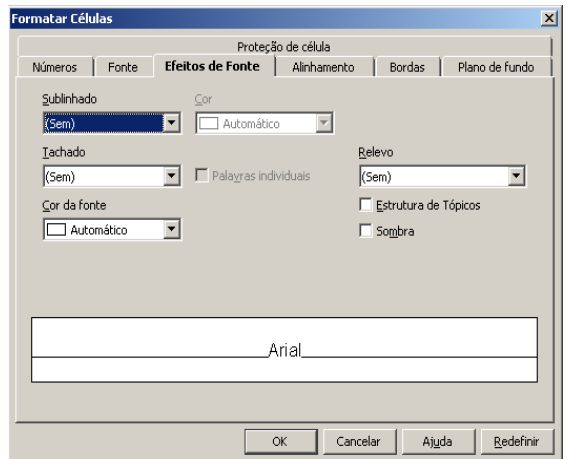 Formatar Células
Proteção de célula
Números Fonte Efeitos de Fonte Alinhamento Bordas Plano de fundo
Sublinhado Cor
(Sem) Automático
Tachado Relevo
(Sem) Palavras individuais (Sem)
Cor da fonte Estrutura de Tópicos
Automático Sombra
Arial
OK Cancelar Ajuda Redefinir